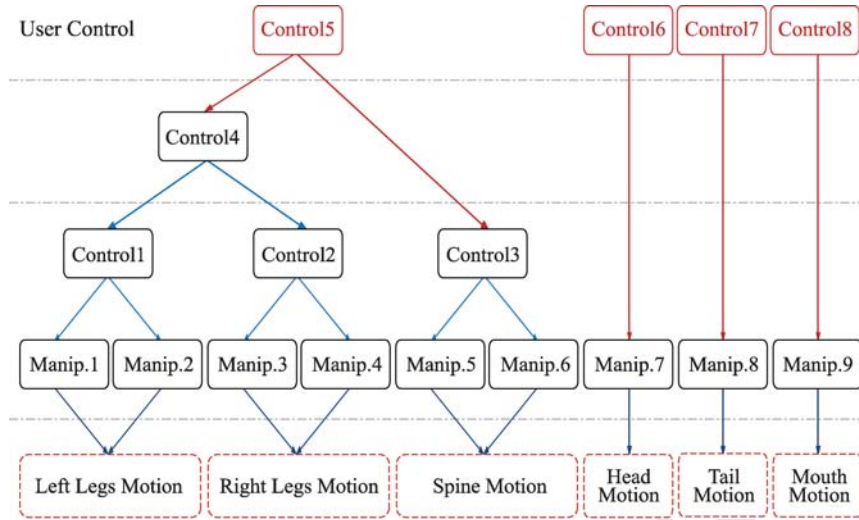 User Control
Control5
Control6
Control7
Control8
Control4
Control1
Control2
Control3
Manip.1
Manip.2
Manip.3
Manip.4
Manip.5
Manip.6
Manip.7
Manip.8
Manip.9
Left Legs Motion
Right Legs Motion
Spine Motion
Head
Motion
Tail
Motion
Mouth
Motion